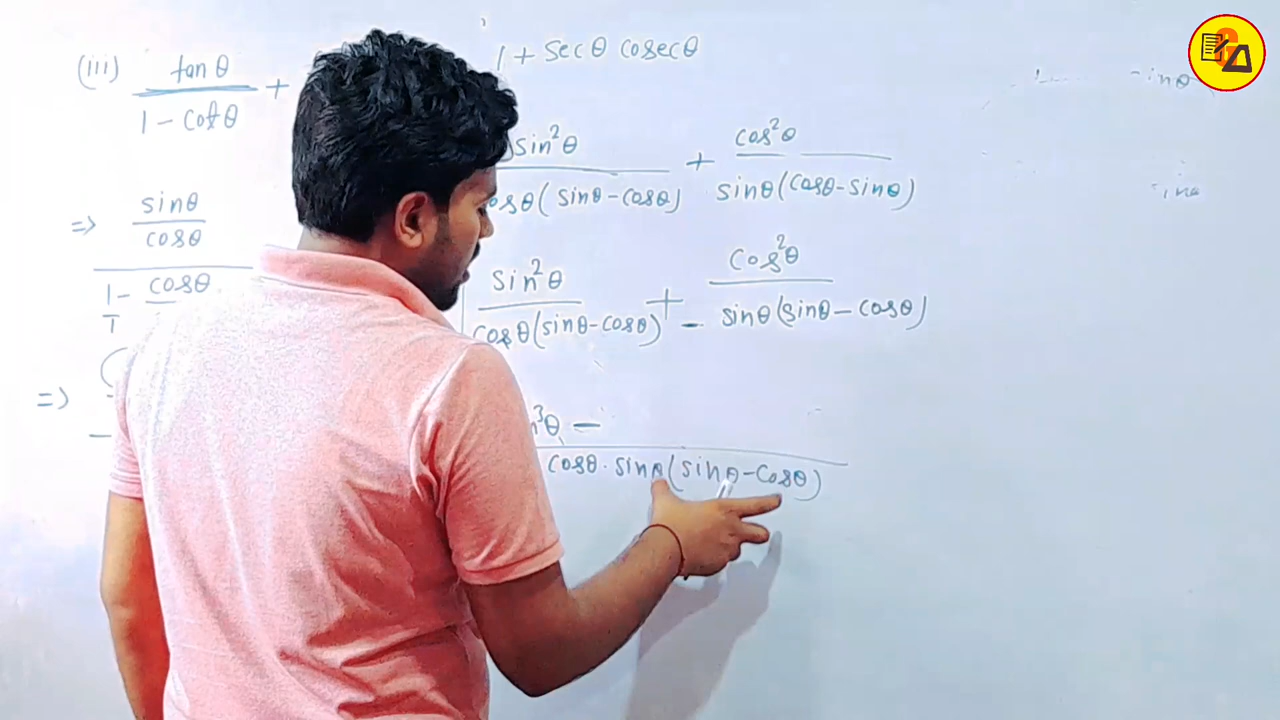 (iii) tanθ / 1 - cotθ + 1 + secθ cosecθ
sin²θ / cosθ(sinθ-cosθ) + cos²θ / sinθ(cosθ-sinθ)
=> sinθ / cosθ
1- cosθ
sin²θ / cosθ(sinθ-cosθ) + cos²θ / - sinθ(sinθ-cosθ)
=>
³θ - / cosθ·sinθ(sinθ-cosθ)